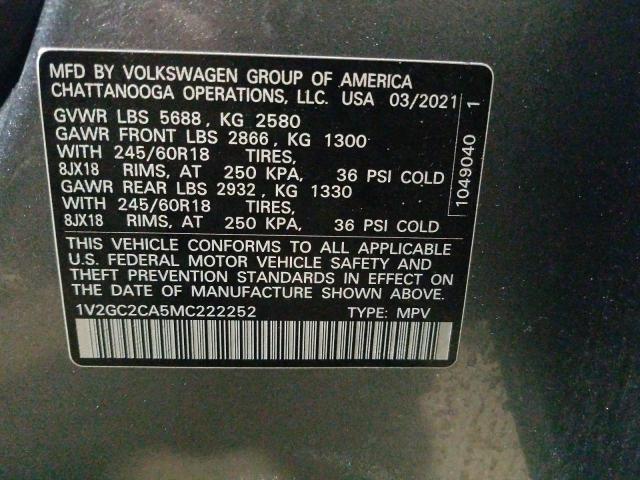 MFD BY VOLKSWAGEN GROUP OF AMERICA
CHATTANOOGA OPERATIONS, LLC. USA 03/2021
GVWR LBS 5688, KG 2580
GAWR FRONT LBS 2866, KG 1300
WITH 245/60R18 TIRES,
8JX18 RIMS, AT 250 KPA, 36 PSI COLD
GAWR REAR LBS 2932, KG 1330
WITH 245/60R18 TIRES,
8JX18 RIMS, AT 250 KPA, 36 PSI COLD
THIS VEHICLE CONFORMS TO ALL APPLICABLE
U.S. FEDERAL MOTOR VEHICLE SAFETY AND
THEFT PREVENTION STANDARDS IN EFFECT ON
THE DATE OF MANUFACTURE SHOWN ABOVE.
1V2GC2CA5MC222252 TYPE: MPV
1049040 1